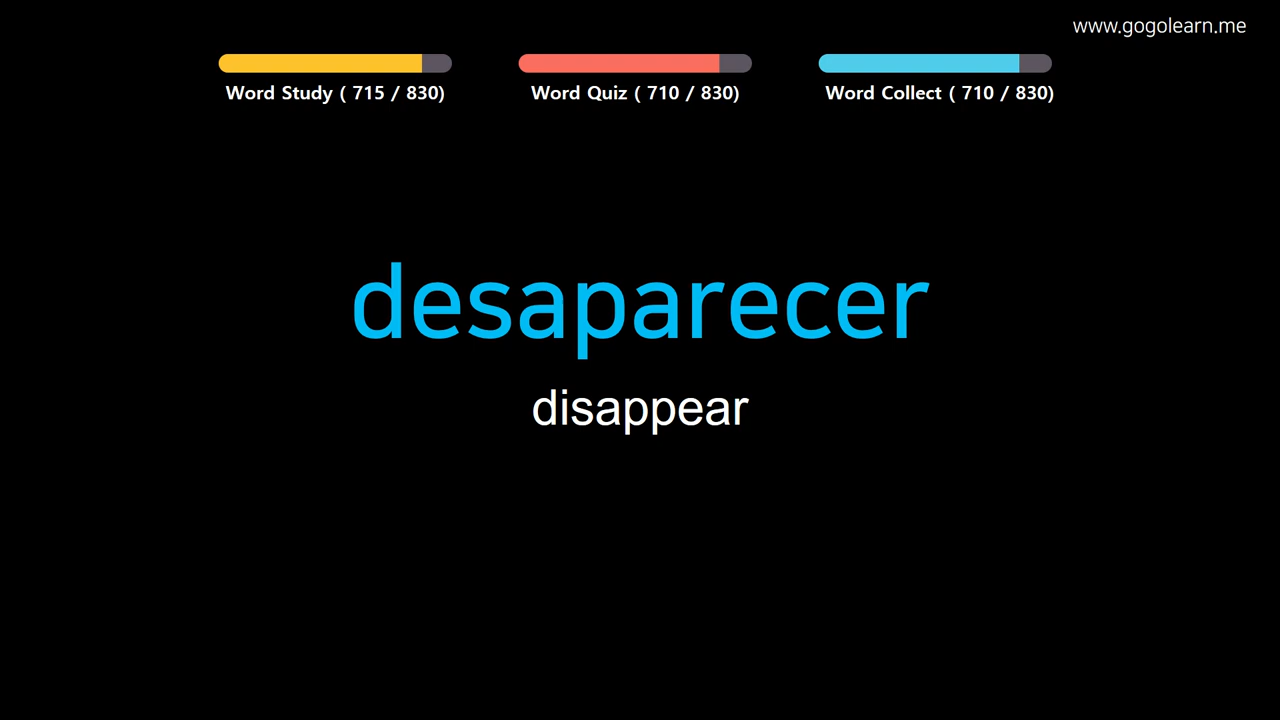 www.gogolearn.me
Word Study ( 715 / 830)
Word Quiz ( 710 / 830)
Word Collect ( 710 / 830)
desaparecer
disappear